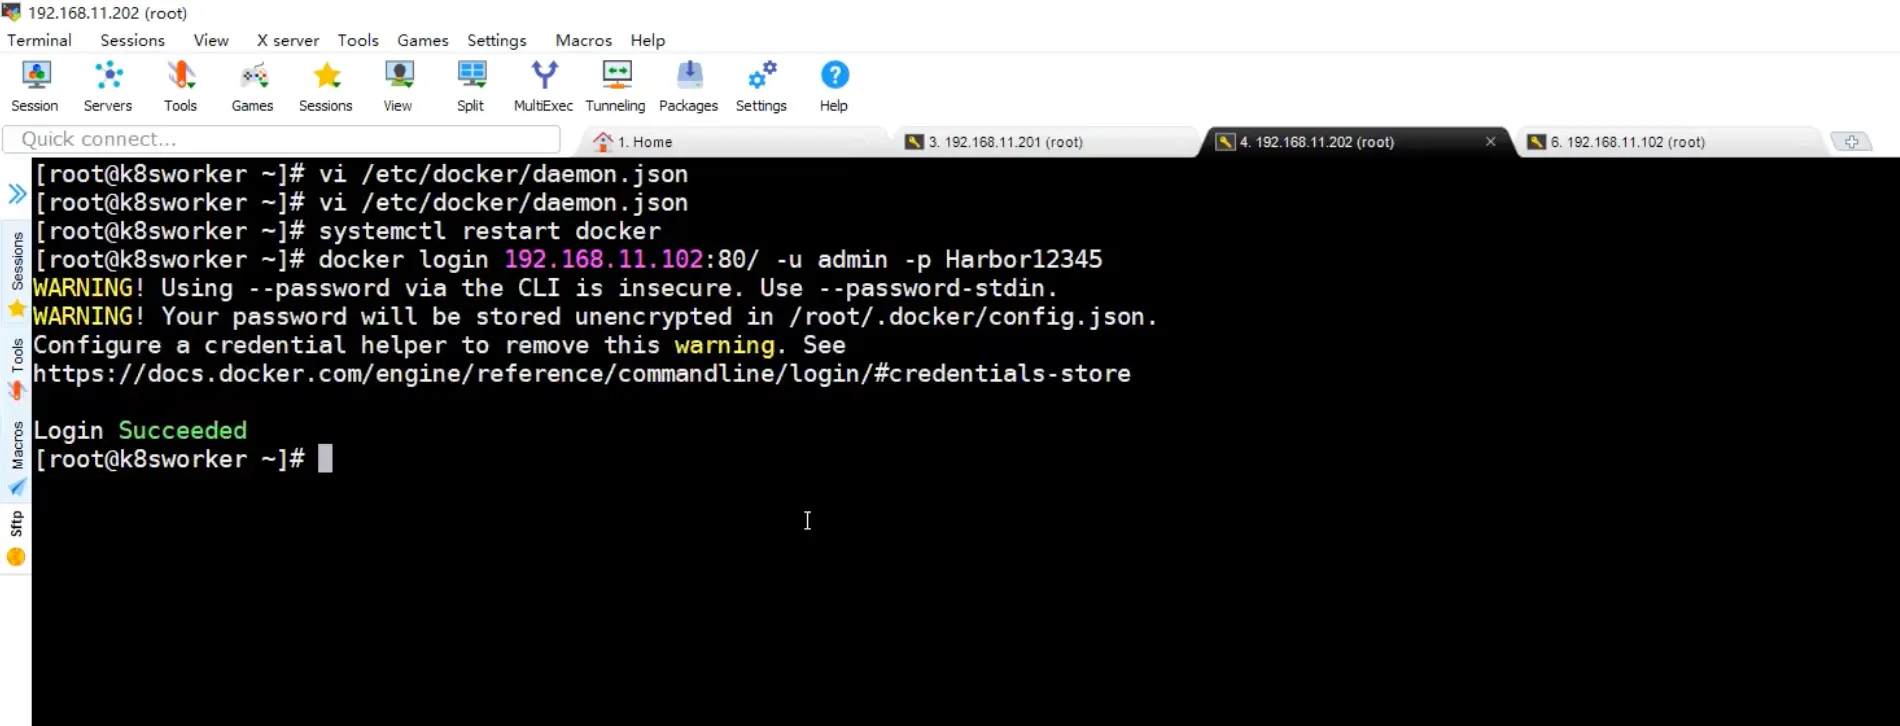 192.168.11.202 (root)
Terminal Sessions View X server Tools Games Settings Macros Help
Session Servers Tools Games Sessions View Split MultiExec Tunneling Packages Settings Help
Quick connect...
1. Home
3. 192.168.11.201 (root)
4. 192.168.11.202 (root)
6. 192.168.11.102 (root)
Sessions
Tools
Macros
Sftp
[root@k8sworker ~]# vi /etc/docker/daemon.json
[root@k8sworker ~]# vi /etc/docker/daemon.json
[root@k8sworker ~]# systemctl restart docker
[root@k8sworker ~]# docker login 192.168.11.102:80/ -u admin -p Harbor12345
WARNING! Using --password via the CLI is insecure. Use --password-stdin.
WARNING! Your password will be stored unencrypted in /root/.docker/config.json.
Configure a credential helper to remove this warning. See
https://docs.docker.com/engine/reference/commandline/login/#credentials-store
Login Succeeded
[root@k8sworker ~]#